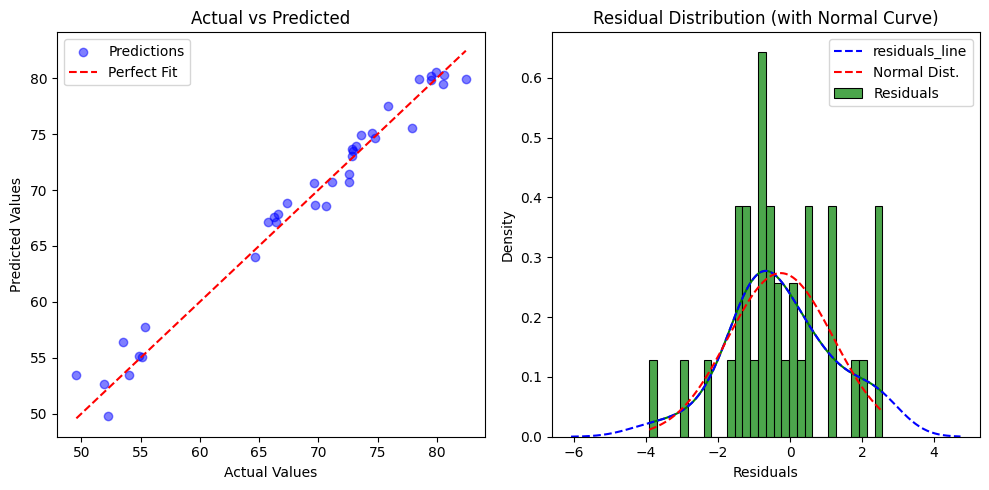 Actual vs Predicted
Predictions
Perfect Fit
80
75
70
65
60
55
50
50
55
60
65
70
75
80
Predicted Values
Actual Values
Residual Distribution (with Normal Curve)
residuals_line
Normal Dist.
Residuals
0.6
0.5
0.4
0.3
0.2
0.1
0.0
−6
−4
−2
0
2
4
Density
Residuals